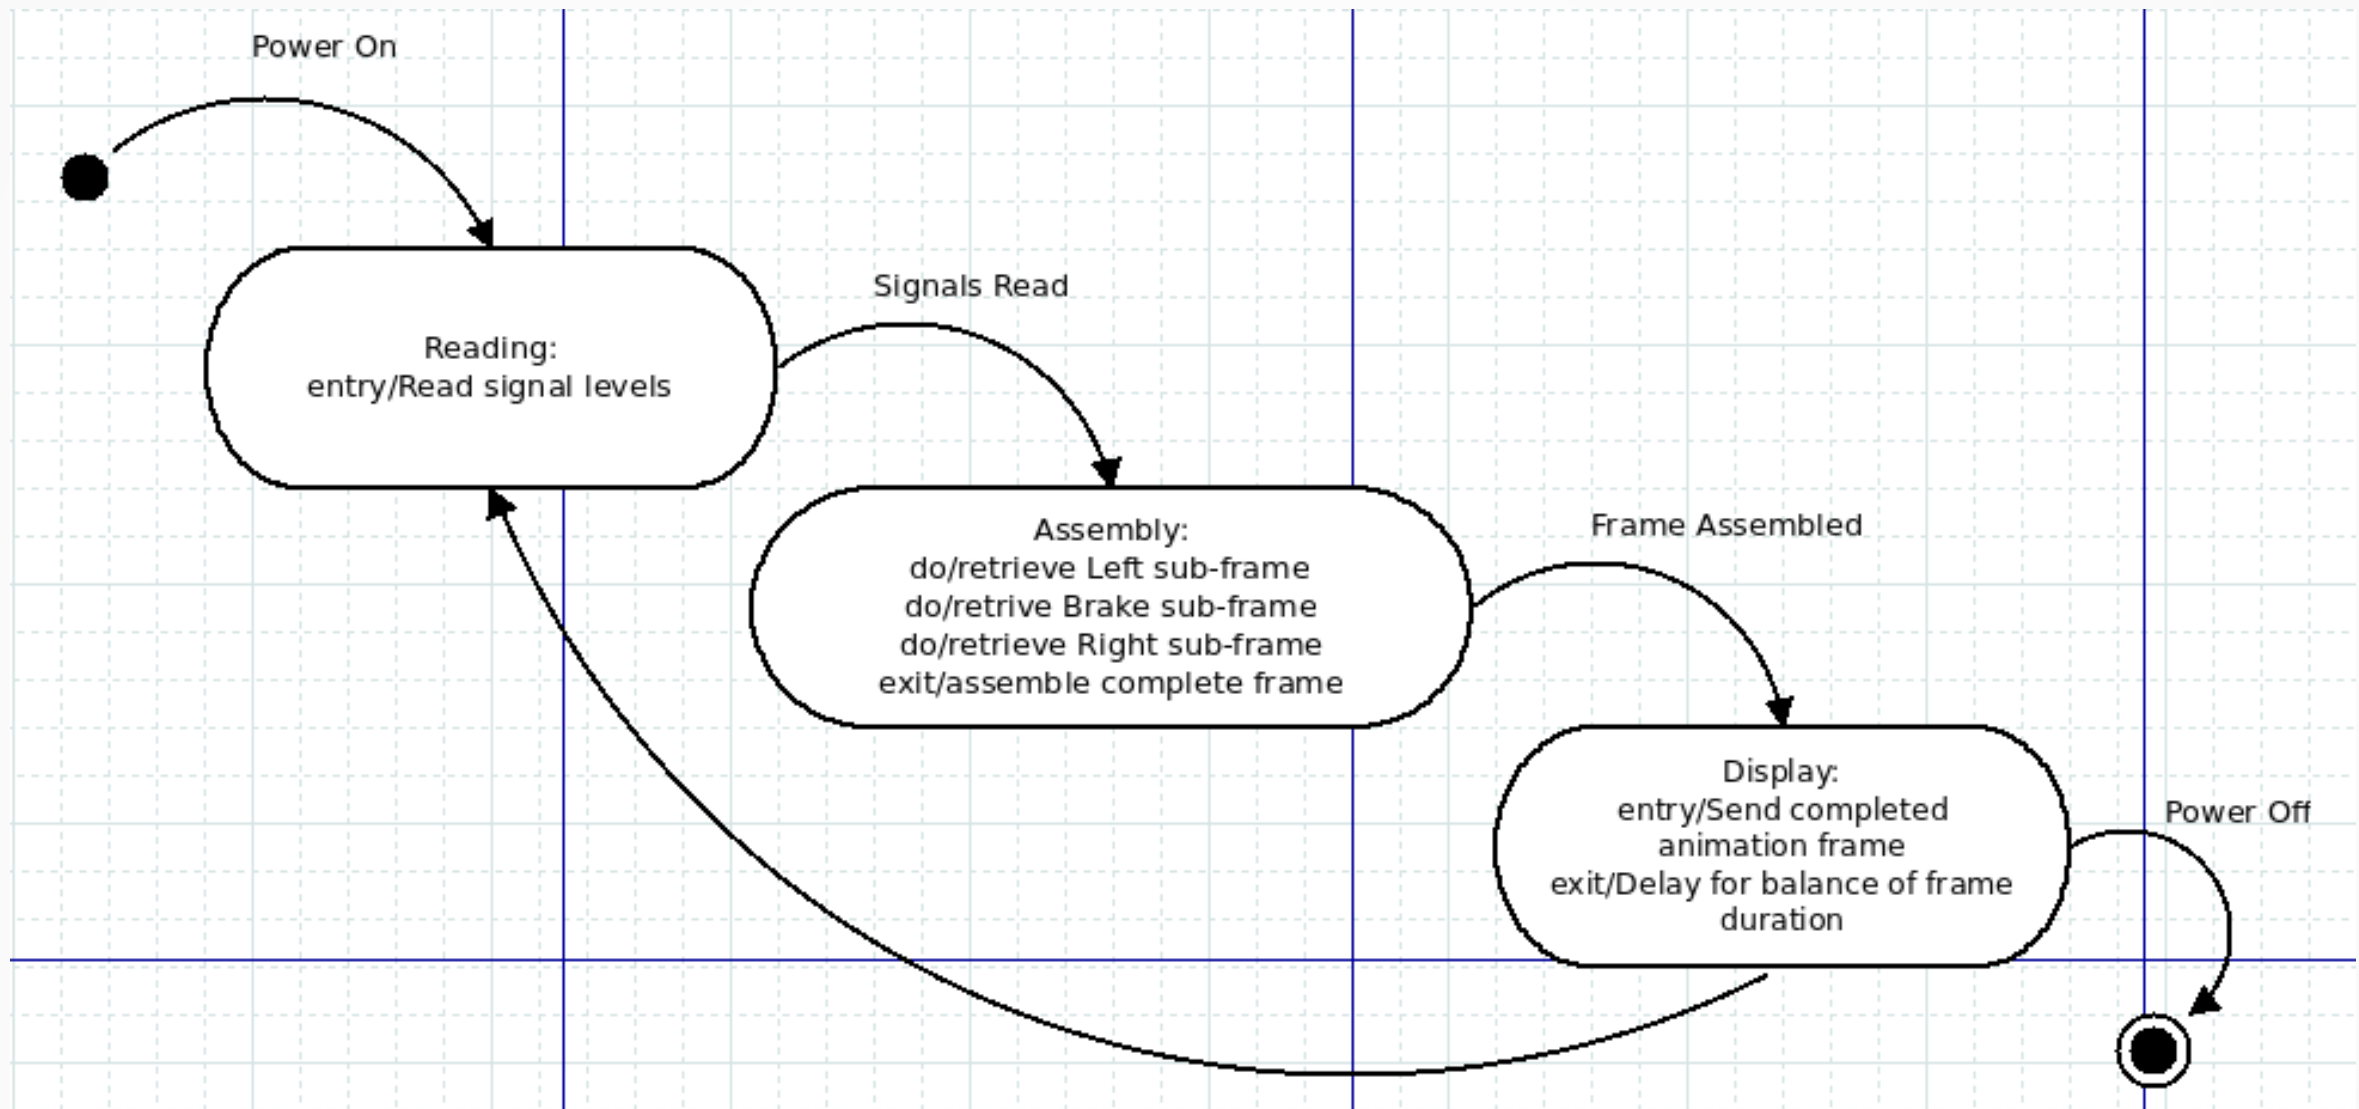 Power On
Reading:
entry/Read signal levels
Signals Read
Assembly:
do/retrieve Left sub-frame
do/retrive Brake sub-frame
do/retrieve Right sub-frame
exit/assemble complete frame
Frame Assembled
Display:
entry/Send completed
animation frame
exit/Delay for balance of frame
duration
Power Off